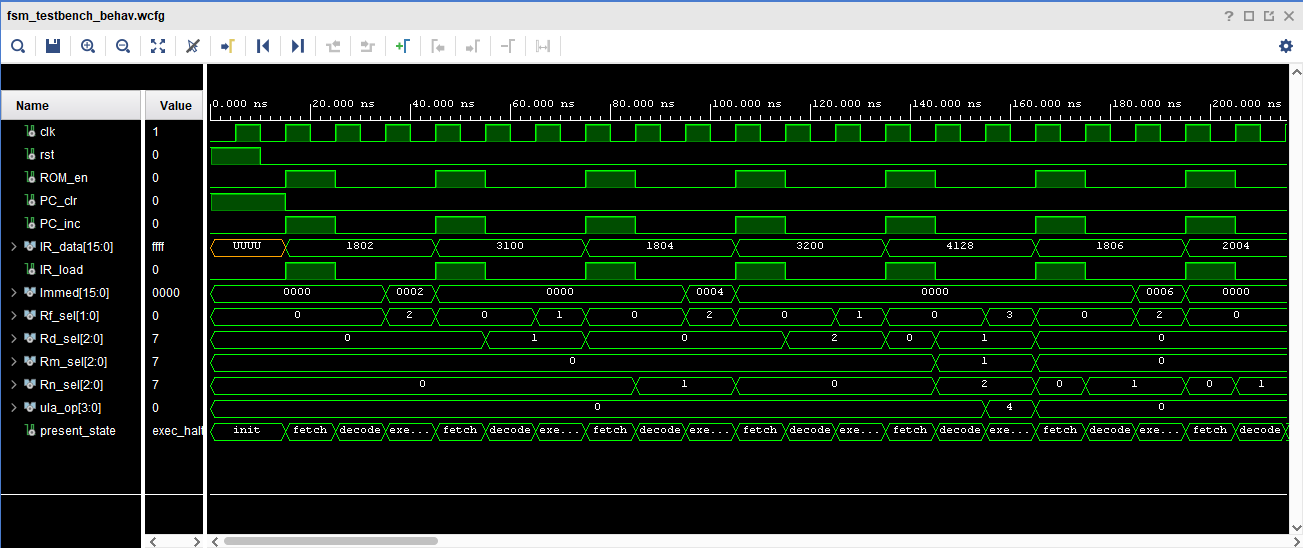 fsm_testbench_behav.wcfg
Name Value 0.000 ns 20.000 ns 40.000 ns 60.000 ns 80.000 ns 100.000 ns 120.000 ns 140.000 ns 160.000 ns 180.000 ns 200.000 ns
clk 1
rst 0
ROM_en 0
PC_clr 0
PC_inc 0
IR_data[15:0] ffff UUUU 1802 3100 1804 3200 4128 1806 2004
IR_load 0
Immed[15:0] 0000 0000 0002 0000 0004 0000 0006 0000
Rf_sel[1:0] 0 0 2 0 1 0 2 0 1 0 3 0 2 0
Rd_sel[2:0] 7 0 1 0 2 0 1 0
Rm_sel[2:0] 7 0 1 0
Rn_sel[2:0] 7 0 1 0 2 0 1 0 1
ula_op[3:0] 0 0 4 0
present_state exec_halt init fetch decode exe... fetch decode exe... fetch decode exe... fetch decode exe... fetch decode exe... fetch decode exe... fetch decode